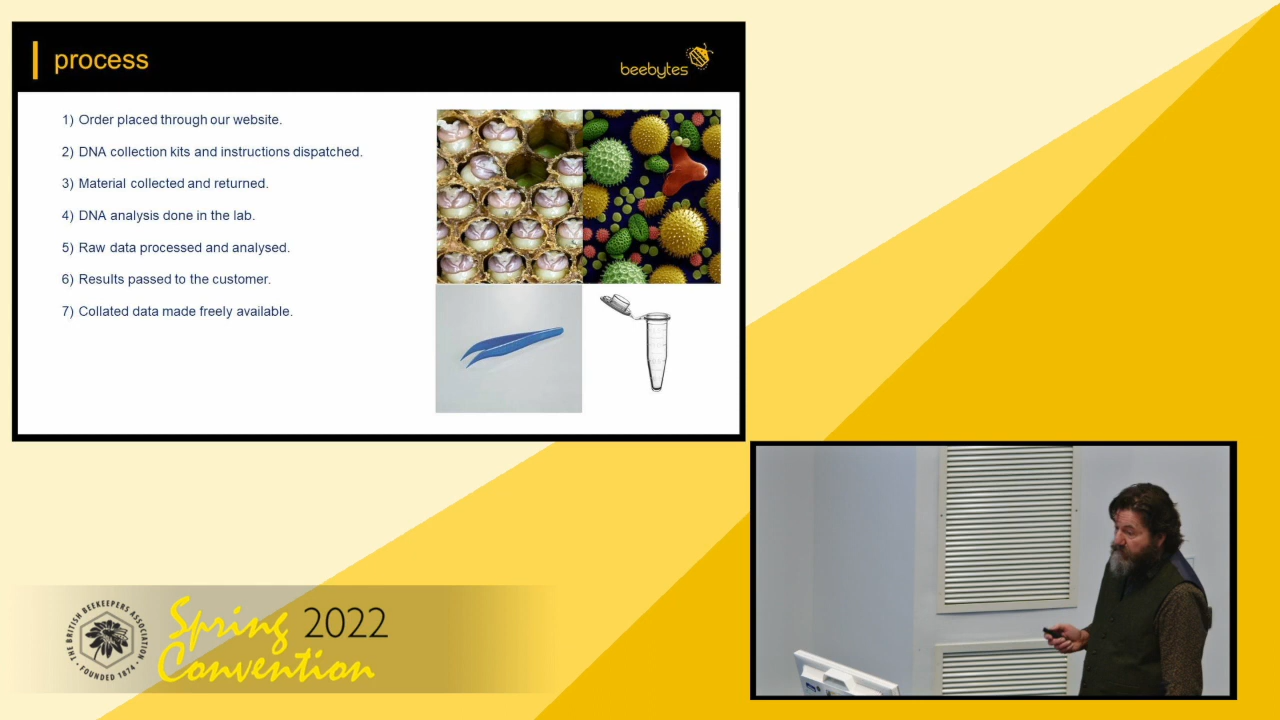 process
beebytes
1) Order placed through our website.
2) DNA collection kits and instructions dispatched.
3) Material collected and returned.
4) DNA analysis done in the lab.
5) Raw data processed and analysed.
6) Results passed to the customer.
7) Collated data made freely available.
THE BRITISH BEEKEEPERS ASSOCIATION
• FOUNDED 1874 •
Spring 2022
Convention